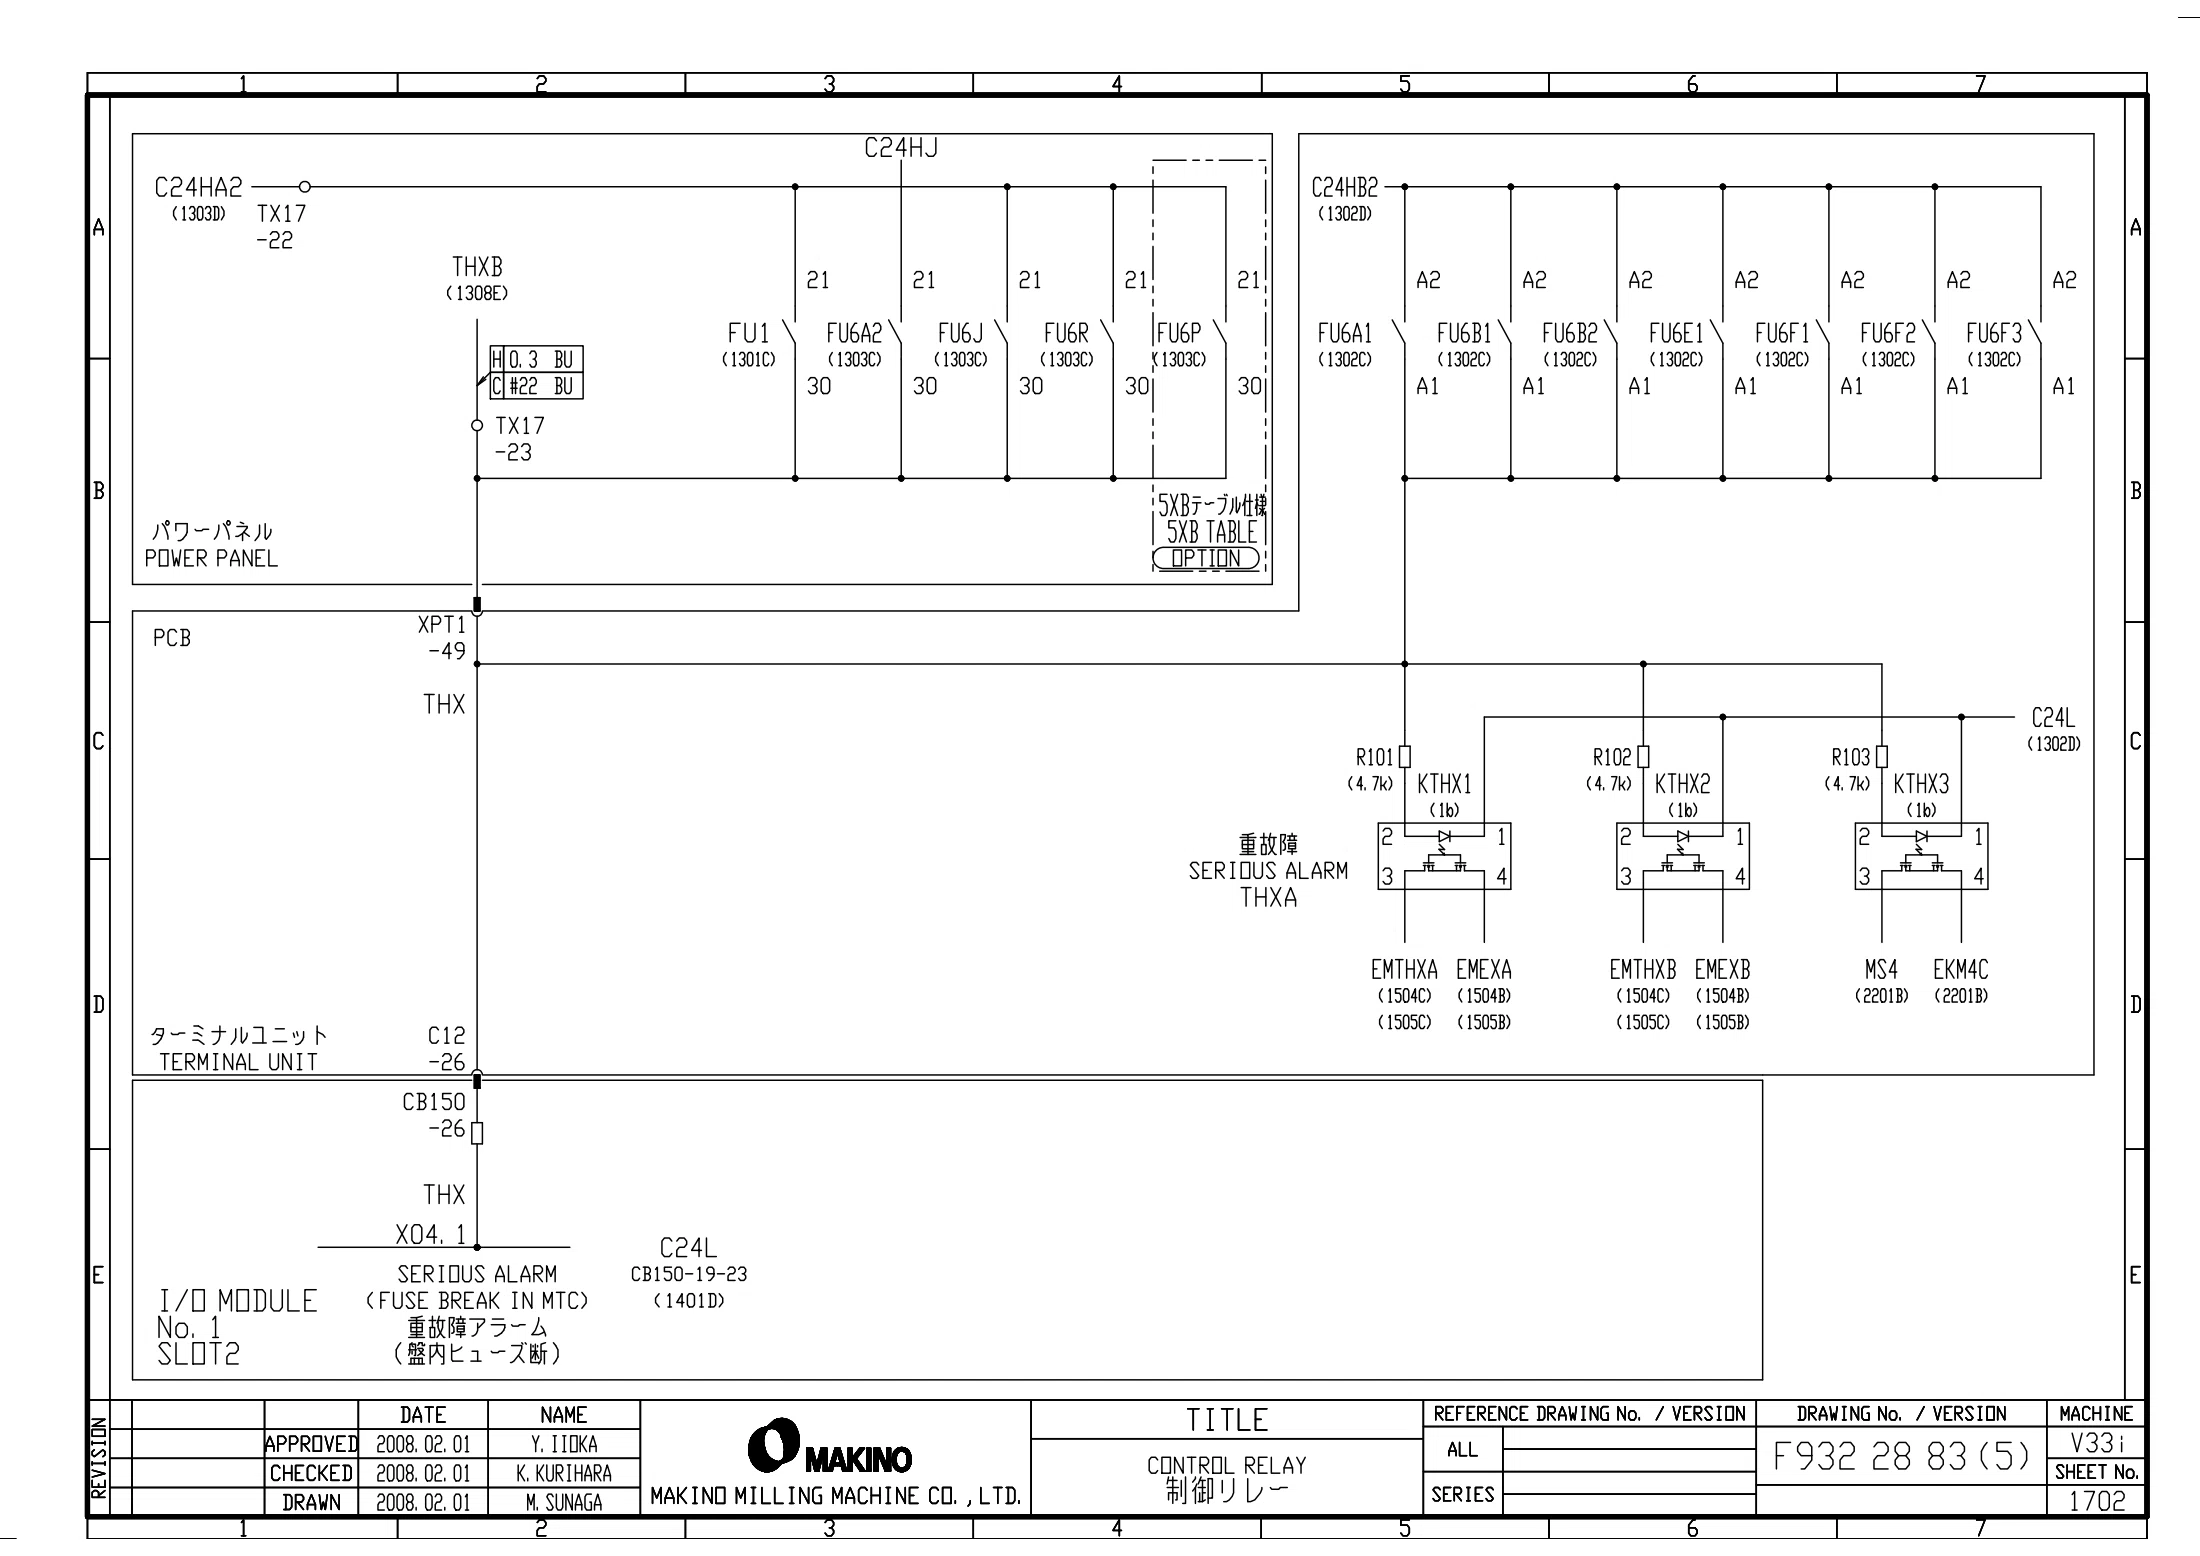 1 2 3 4 5 6 7
A
B
C
D
E
A
B
C
D
E
C24HA2
(1303D)
TX17
-22
THXB
(1308E)
H 0.3 BU
C #22 BU
TX17
-23
C24HJ
21 21 21 21 21
FU1 FU6A2 FU6J FU6R FU6P
(1301C) (1303C) (1303C) (1303C) (1303C)
30 30 30 30 30
5XBテーブル仕様
5XB TABLE
OPTION
パワーパネル
POWER PANEL
C24HB2
(1302D)
A2 A2 A2 A2 A2 A2 A2
FU6A1 FU6B1 FU6B2 FU6E1 FU6F1 FU6F2 FU6F3
(1302C) (1302C) (1302C) (1302C) (1302C) (1302C) (1302C)
A1 A1 A1 A1 A1 A1 A1
PCB
XPT1
-49
THX
C24L
(1302D)
R101 R102 R103
(4.7k) (4.7k) (4.7k)
KTHX1 KTHX2 KTHX3
(1b) (1b) (1b)
2 1 2 1 2 1
3 4 3 4 3 4
重故障
SERIOUS ALARM
THXA
EMTHXA EMEXA EMTHXB EMEXB MS4 EKM4C
(1504C) (1504B) (1504C) (1504B) (2201B) (2201B)
(1505C) (1505B) (1505C) (1505B)
ターミナルユニット
TERMINAL UNIT
C12
-26
CB150
-26
THX
X04.1
SERIOUS ALARM
(FUSE BREAK IN MTC)
重故障アラーム
(盤内ヒューズ断)
C24L
CB150-19-23
(1401D)
I/O MODULE
No.1
SLOT2
REVISION
DATE NAME
APPROVED 2008.02.01 Y.IIOKA
CHECKED 2008.02.01 K.KURIHARA
DRAWN 2008.02.01 M.SUNAGA
MAKINO
MAKINO MILLING MACHINE CO.,LTD.
TITLE
CONTROL RELAY
制御リレー
REFERENCE DRAWING No. / VERSION
ALL
SERIES
DRAWING No. / VERSION
F932 28 83(5)
MACHINE
V33i
SHEET No.
1702
1 2 3 4 5 6 7